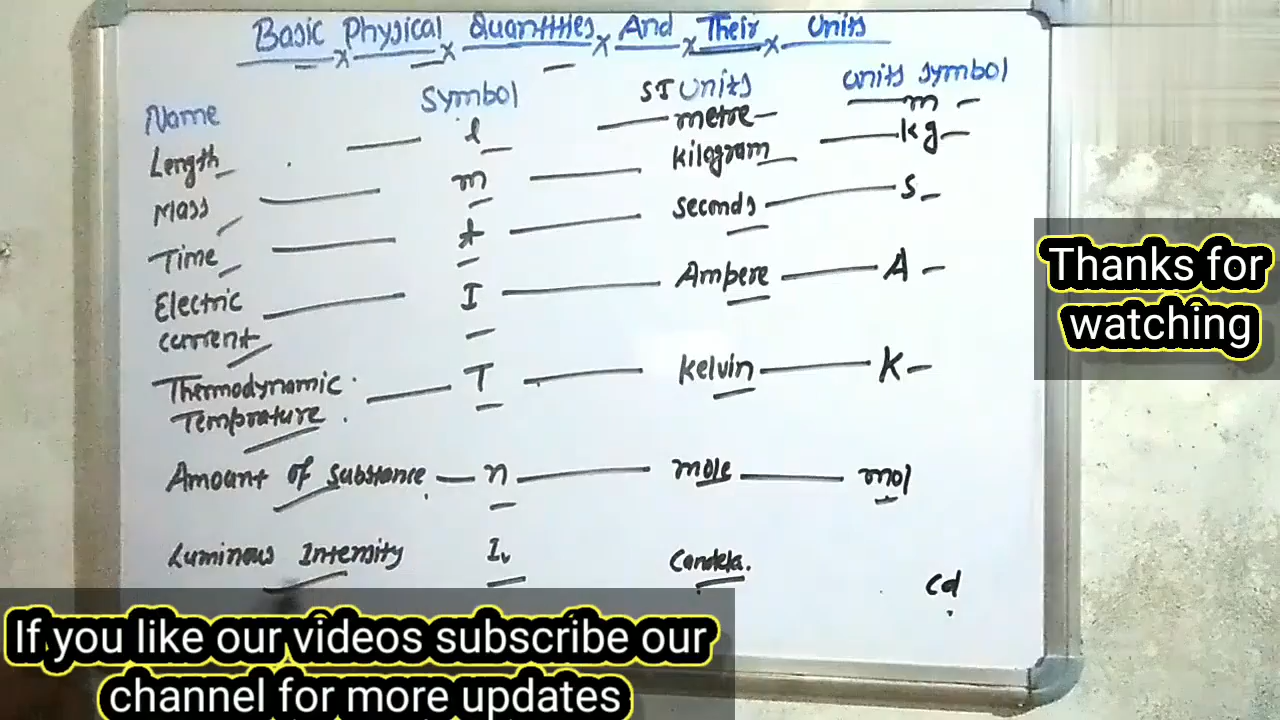 Basic Physical Quantities And Their Units
Name Symbol SI Units Units Symbol
Length l metre m
Mass m kilogram kg
Time t seconds s
Electric current I Ampere A
Thermodynamic Temprature T Kelvin K
Amount of substance n mole mol
Luminous Intensity Iv Candela. cd
Thanks for
watching
If you like our videos subscribe our
channel for more updates